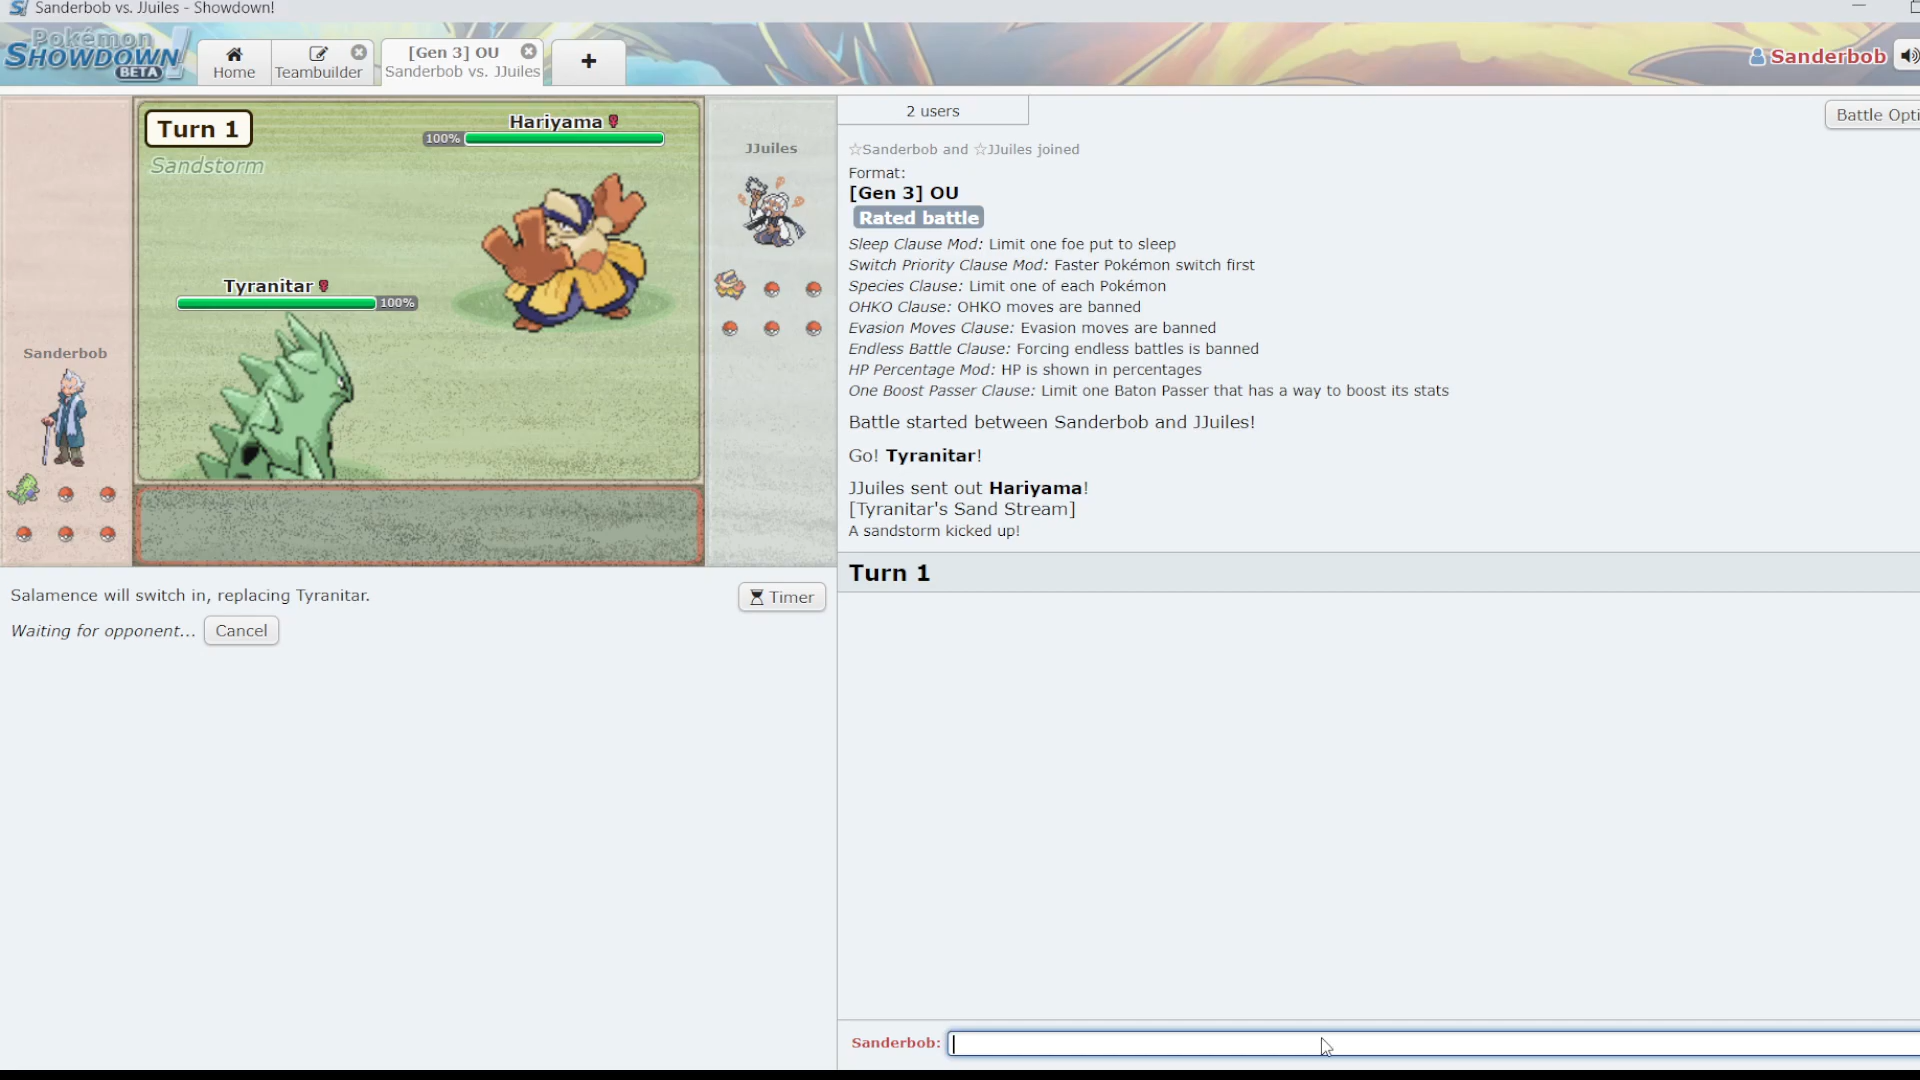 Sanderbob vs. JJuiles - Showdown!
Pokémon
SHOWDOWN!
BETA
Home
Teambuilder
[Gen 3] OU
Sanderbob vs. JJuiles
+
Sanderbob
Turn 1
Sandstorm
Hariyama
100%
Tyranitar
100%
JJuiles
Sanderbob
Salamence will switch in, replacing Tyranitar.
Timer
Waiting for opponent...
Cancel
2 users
Battle Opti
☆Sanderbob and ☆JJuiles joined
Format:
[Gen 3] OU
Rated battle
Sleep Clause Mod: Limit one foe put to sleep
Switch Priority Clause Mod: Faster Pokémon switch first
Species Clause: Limit one of each Pokémon
OHKO Clause: OHKO moves are banned
Evasion Moves Clause: Evasion moves are banned
Endless Battle Clause: Forcing endless battles is banned
HP Percentage Mod: HP is shown in percentages
One Boost Passer Clause: Limit one Baton Passer that has a way to boost its stats
Battle started between Sanderbob and JJuiles!
Go! Tyranitar!
JJuiles sent out Hariyama!
[Tyranitar's Sand Stream]
A sandstorm kicked up!
Turn 1
Sanderbob: